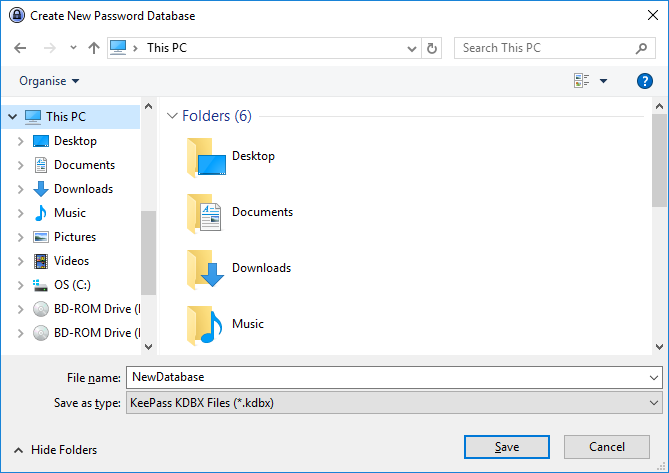 Create New Password Database
This PC
Search This PC
Organise
?
This PC
Desktop
Documents
Downloads
Music
Pictures
Videos
OS (C:)
BD-ROM Drive (
BD-ROM Drive (
Folders (6)
Desktop
Documents
Downloads
Music
File name: NewDatabase
Save as type: KeePass KDBX Files (*.kdbx)
Hide Folders
Save
Cancel